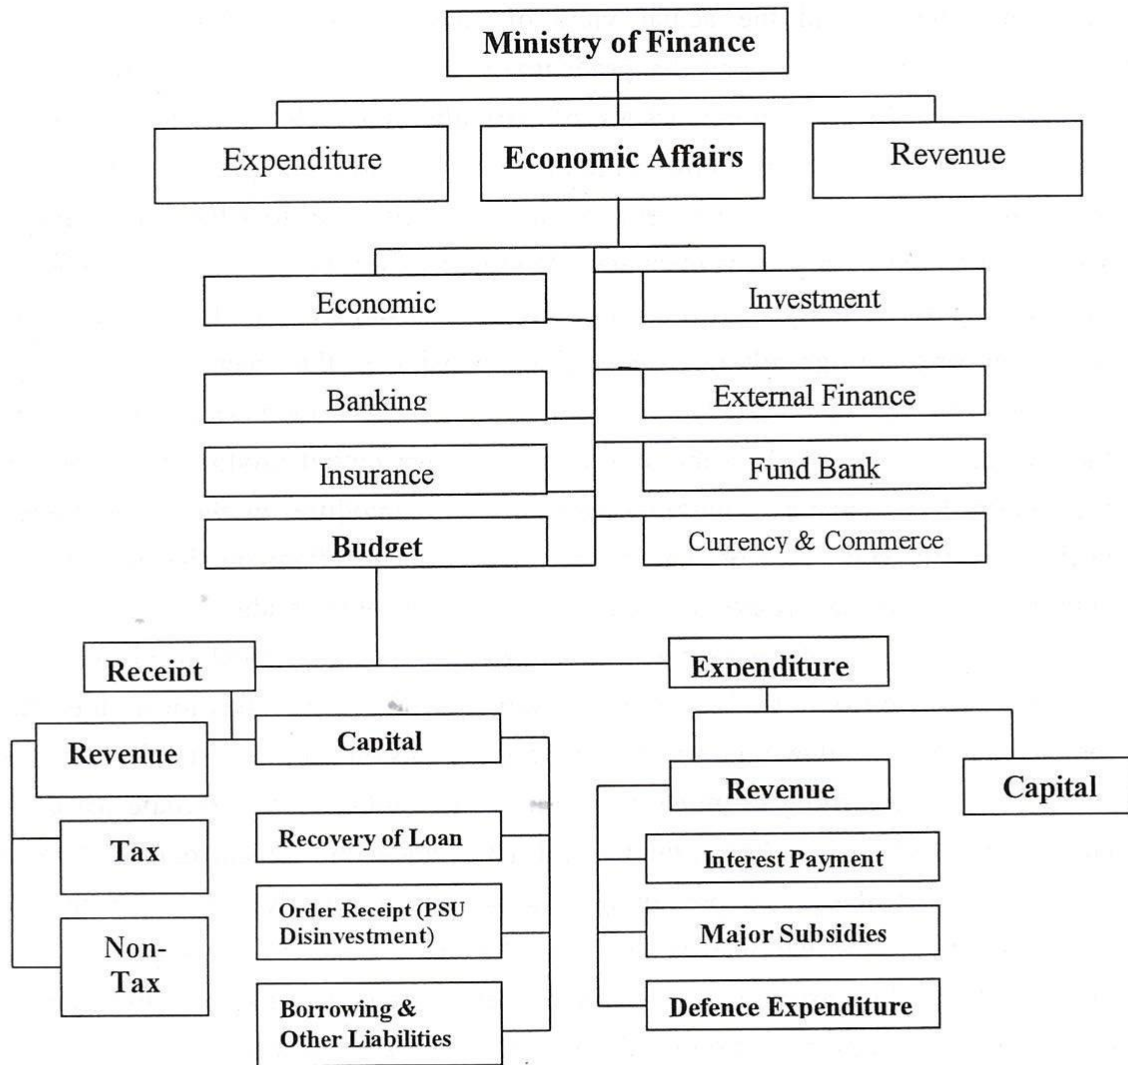 Ministry of Finance
Expenditure
Economic Affairs
Revenue
Economic
Investment
Banking
External Finance
Insurance
Fund Bank
Budget
Currency & Commerce
Receipt
Expenditure
Revenue
Capital
Revenue
Capital
Tax
Recovery of Loan
Interest Payment
Order Receipt (PSU
Disinvestment)
Major Subsidies
Non-
Tax
Borrowing &
Other Liabilities
Defence Expenditure